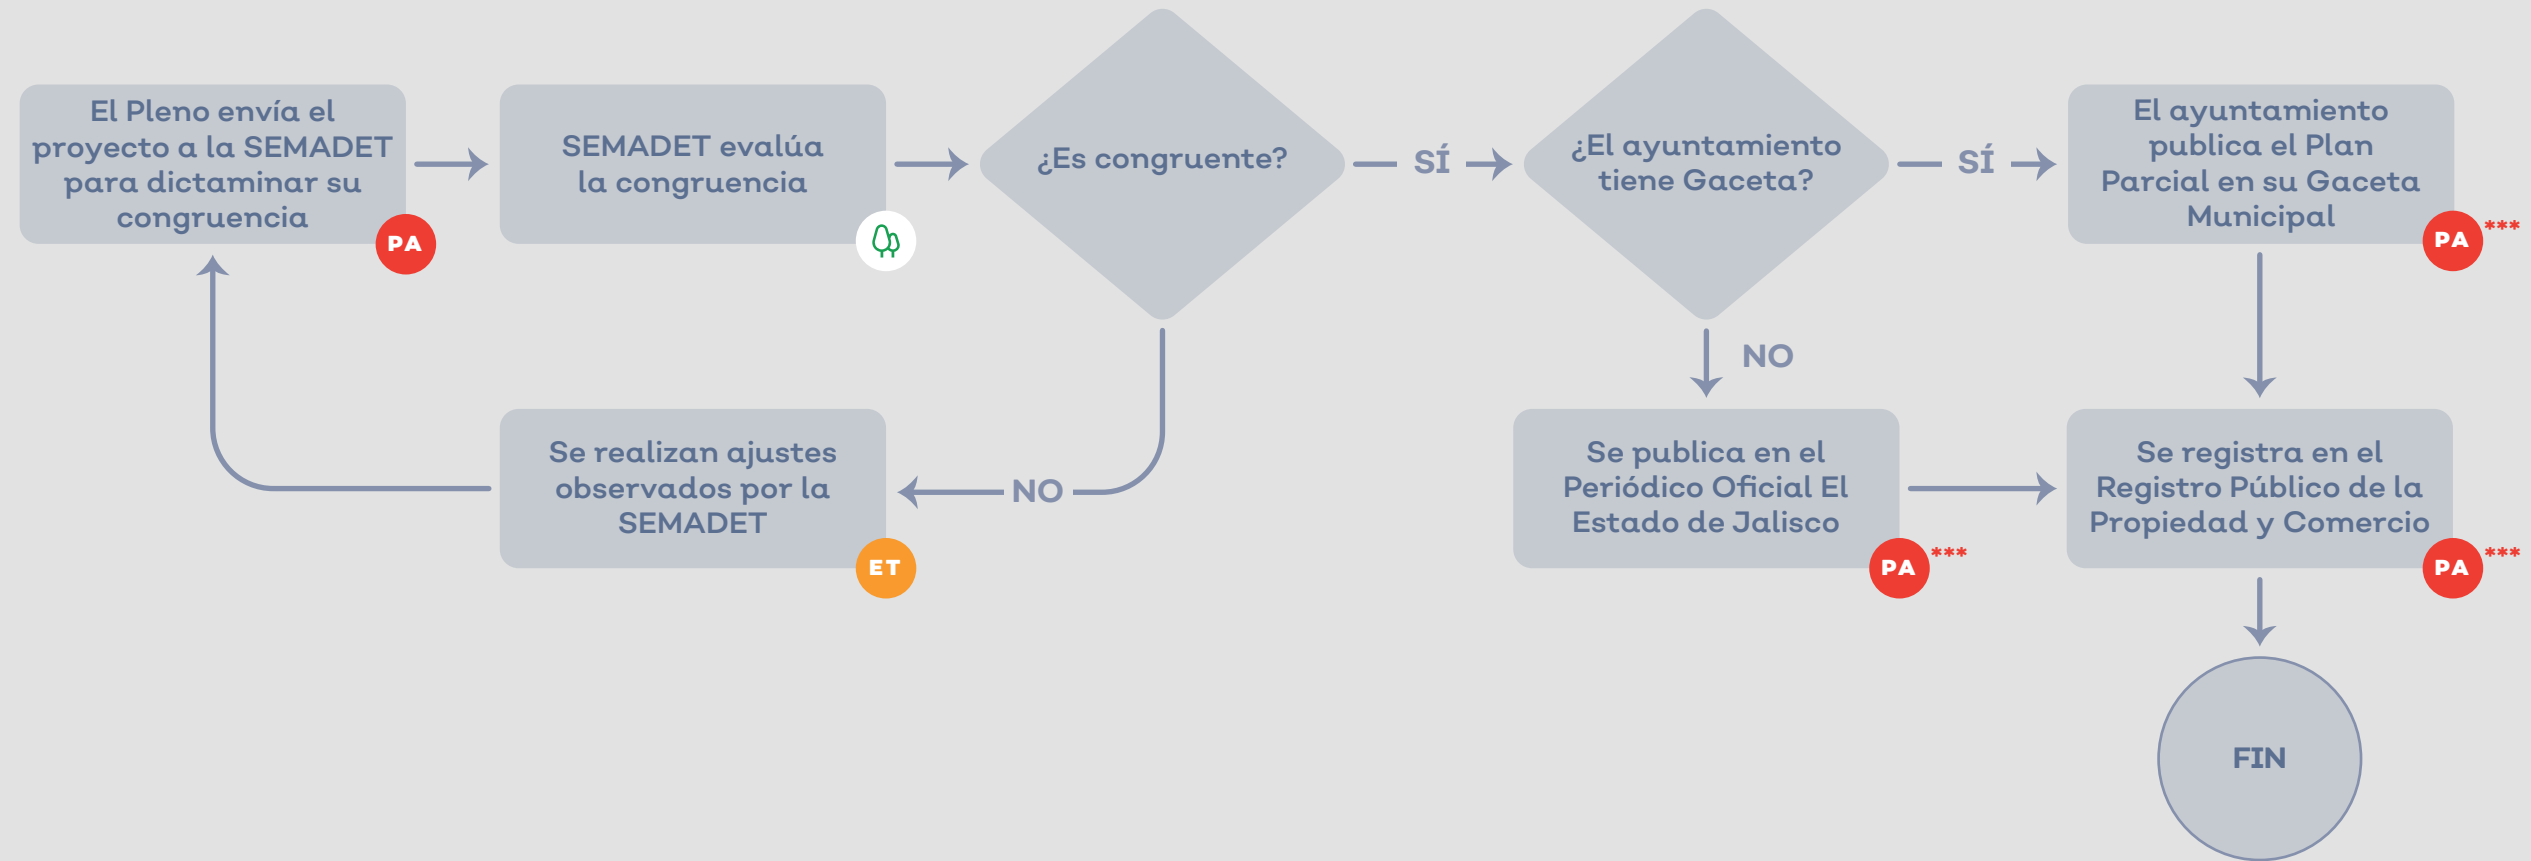 El Pleno envía el
proyecto a la SEMADET
para dictaminar su
congruencia
PA
SEMADET evalúa
la congruencia
¿Es congruente?
SÍ
¿El ayuntamiento
tiene Gaceta?
SÍ
El ayuntamiento
publica el Plan
Parcial en su Gaceta
Municipal
PA ***
NO
Se realizan ajustes
observados por la
SEMADET
ET
NO
Se publica en el
Periódico Oficial El
Estado de Jalisco
PA ***
Se registra en el
Registro Público de la
Propiedad y Comercio
PA ***
FIN